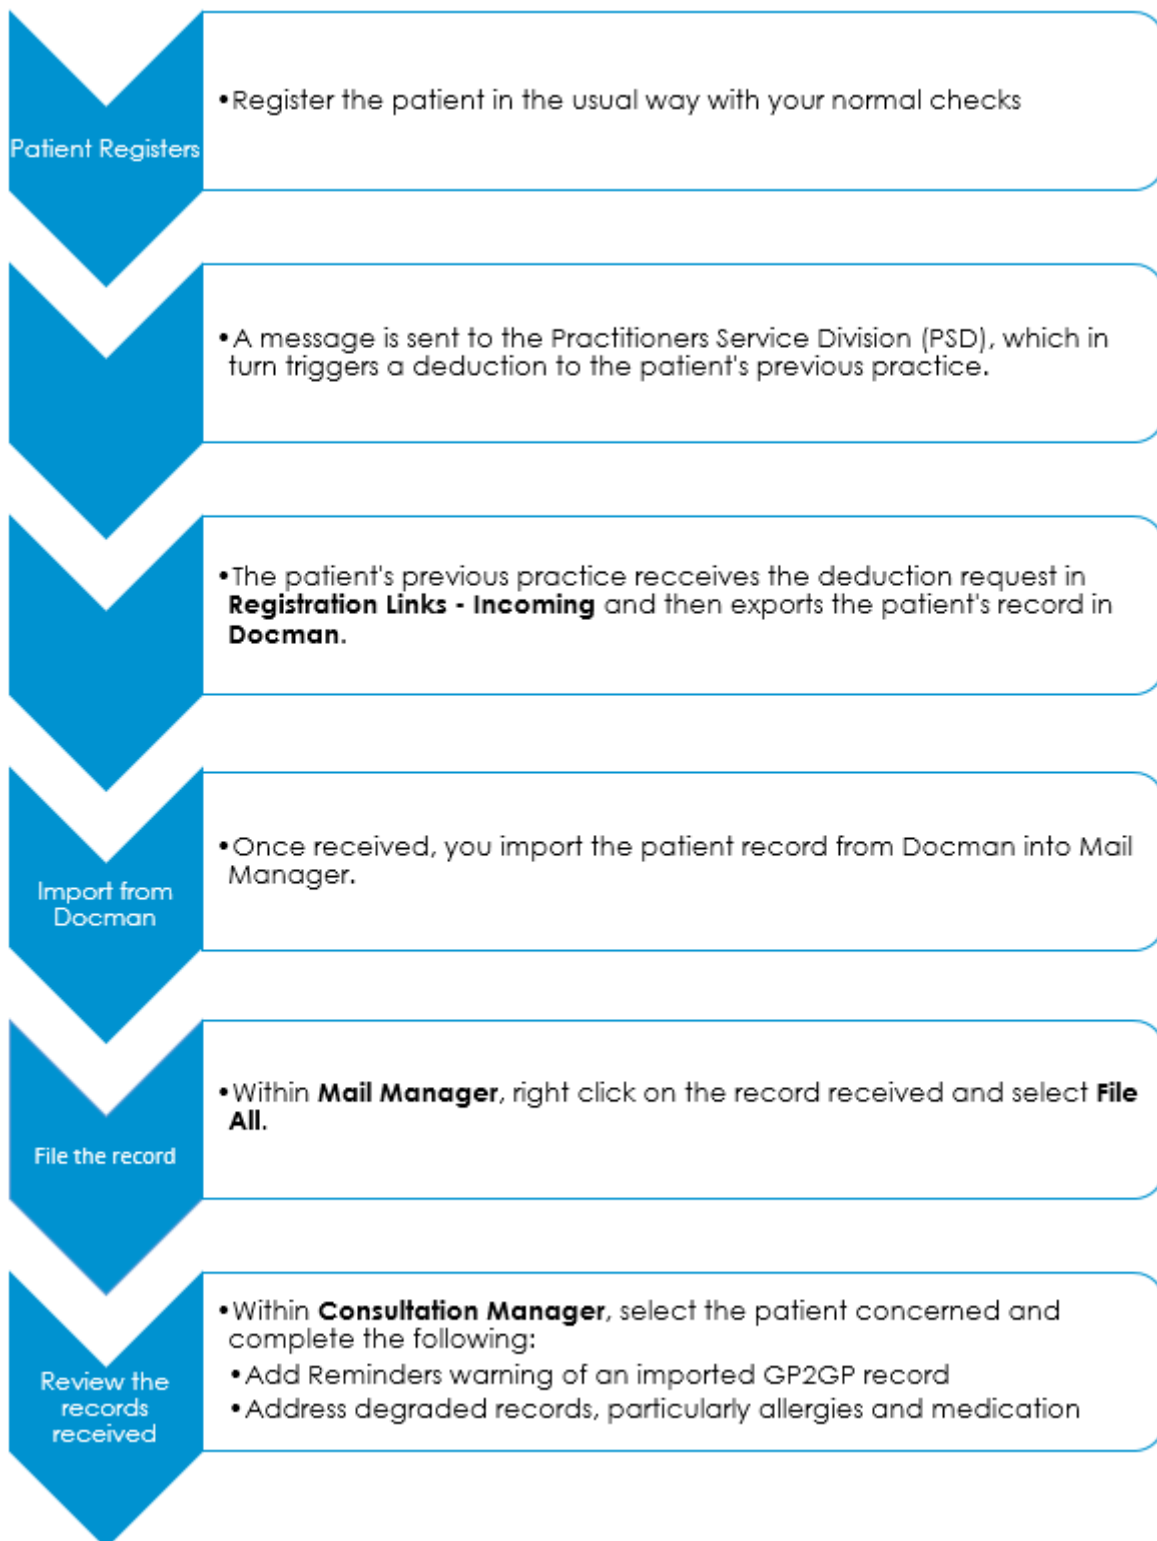 Patient Registers
•Register the patient in the usual way with your normal checks
•A message is sent to the Practitioners Service Division (PSD), which in
turn triggers a deduction to the patient's previous practice.
•The patient's previous practice recceives the deduction request in
Registration Links - Incoming and then exports the patient's record in
Docman.
Import from
Docman
•Once received, you import the patient record from Docman into Mail
Manager.
File the record
•Within Mail Manager, right click on the record received and select File
All.
Review the
records
received
•Within Consultation Manager, select the patient concerned and
complete the following:
•Add Reminders warning of an imported GP2GP record
•Address degraded records, particularly allergies and medication